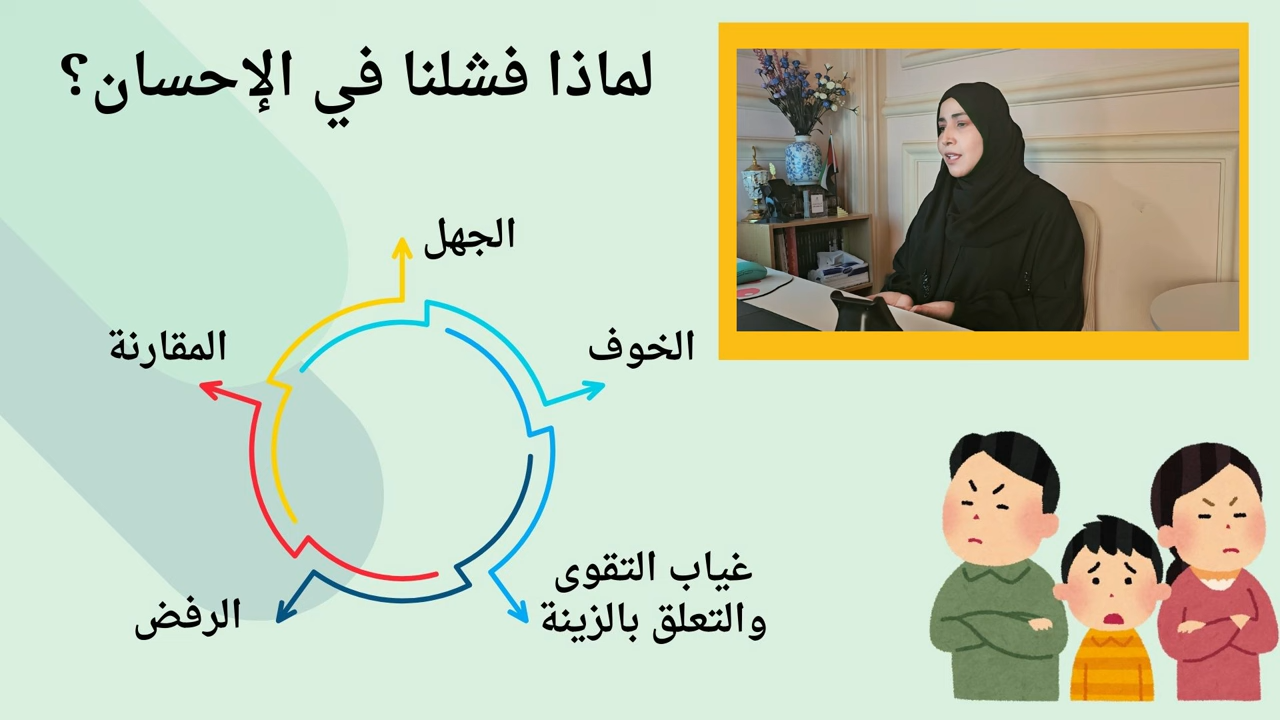 لماذا فشلنا في الإحسان؟
الجهل
الخوف
المقارنة
غياب التقوى
والتعلق بالزينة
الرفض